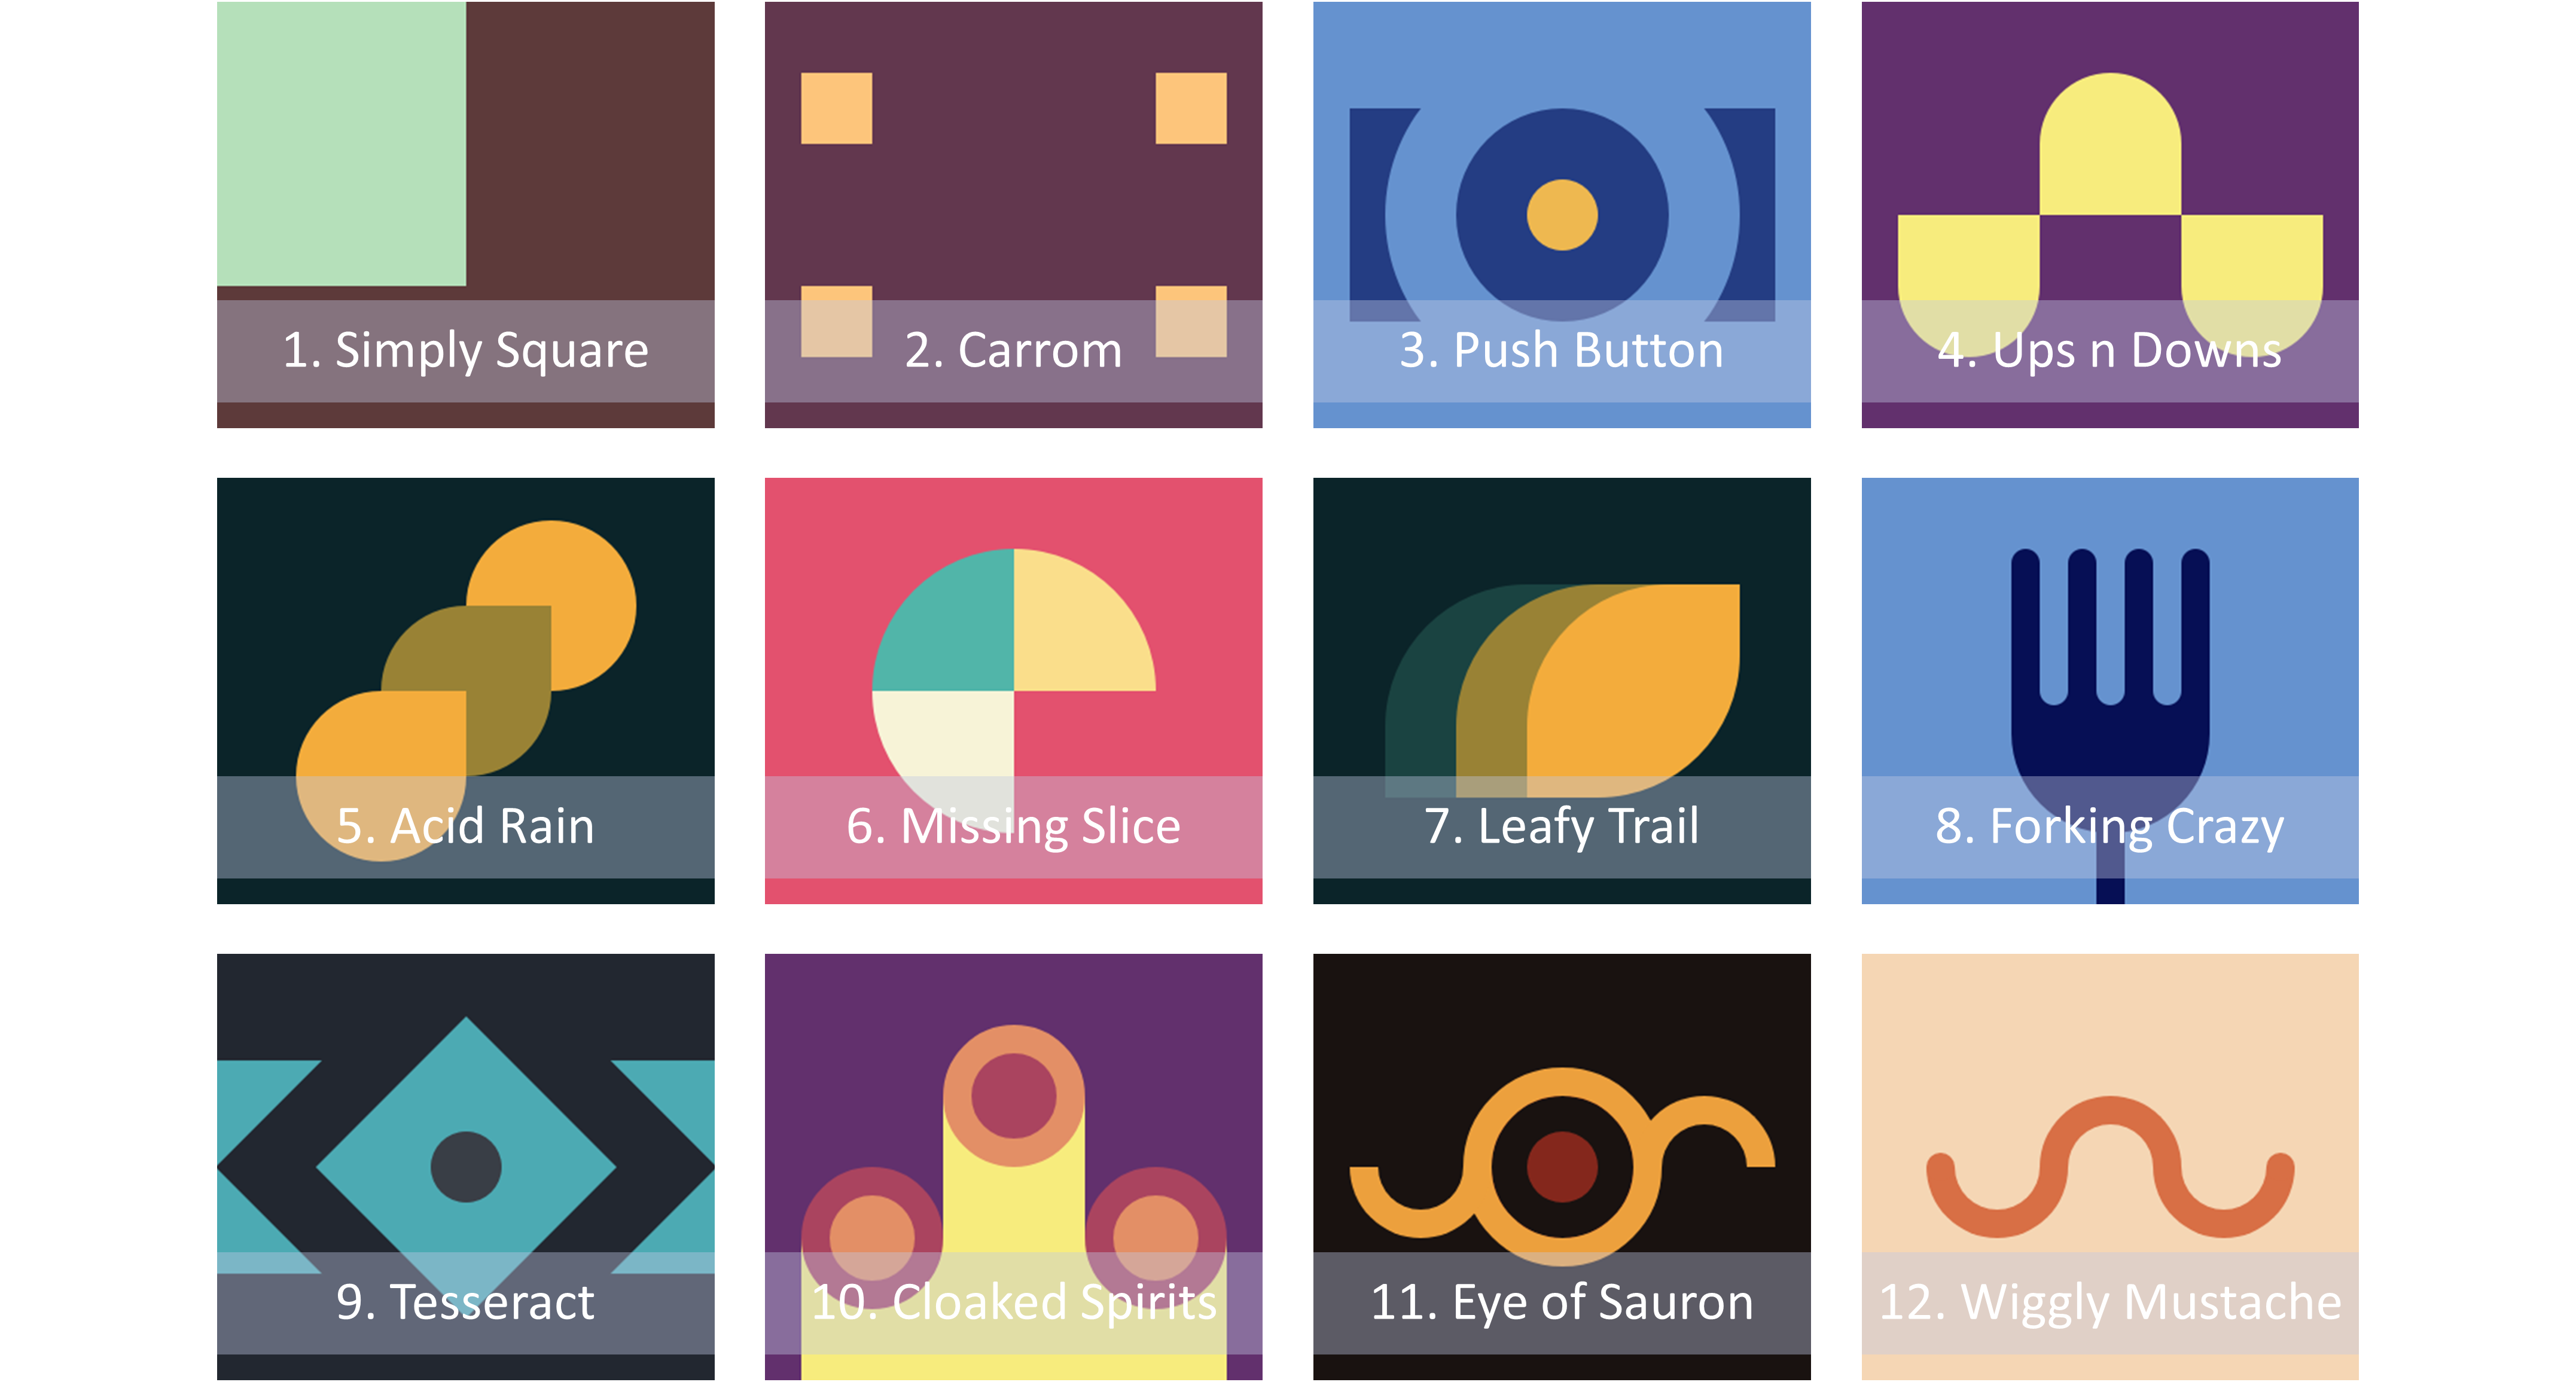 1. Simply Square
2. Carrom
3. Push Button
4. Ups n Downs
5. Acid Rain
6. Missing Slice
7. Leafy Trail
8. Forking Crazy
9. Tesseract
10. Cloaked Spirits
11. Eye of Sauron
12. Wiggly Mustache